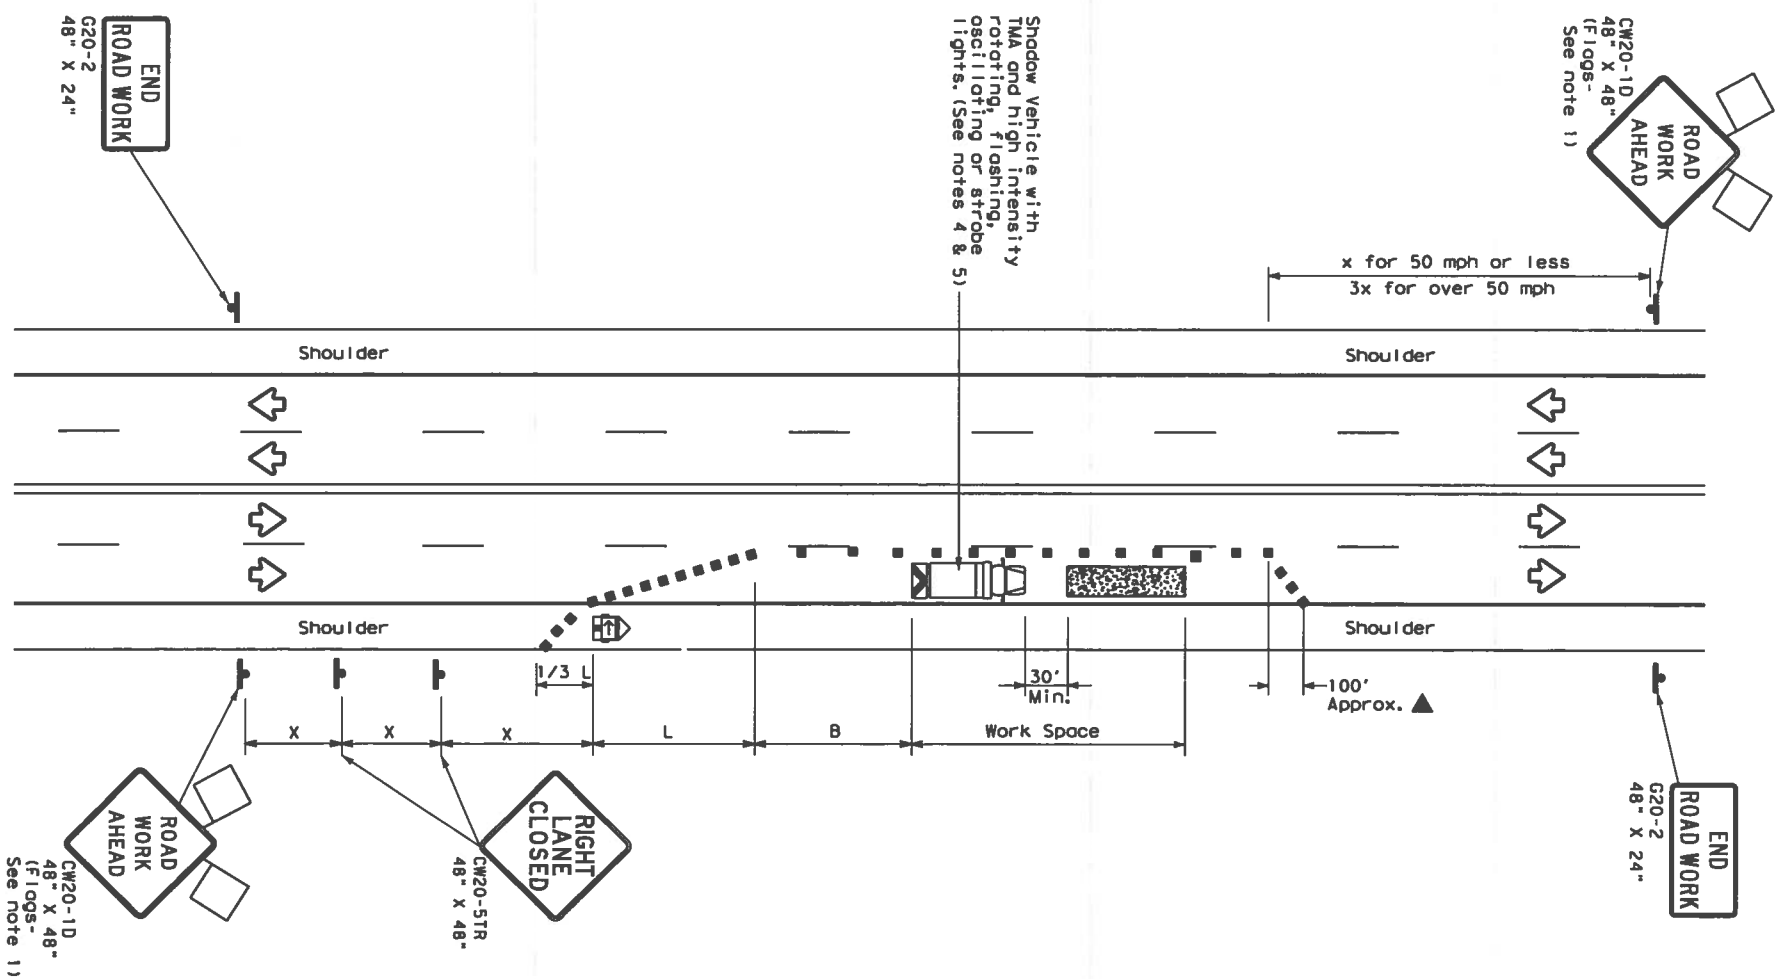 END
ROAD WORK
G20-2
48" X 24"
Shadow Vehicle with
TMA and high intensity
rotating, flashing,
oscillating or strobe
lights. (See notes 4 & 5)
CW20-1D
48" X 48"
(Flags-
See note 1)
ROAD
WORK
AHEAD
x for 50 mph or less
3x for over 50 mph
Shoulder
Shoulder
Shoulder
Shoulder
1/3 L
30'
Min.
100'
Approx.
X
X
X
L
B
Work Space
ROAD
WORK
AHEAD
CW20-1D
48" X 48"
(Flags-
See note 1)
RIGHT
LANE
CLOSED
CW20-5TR
48" X 48"
END
ROAD WORK
G20-2
48" X 24"